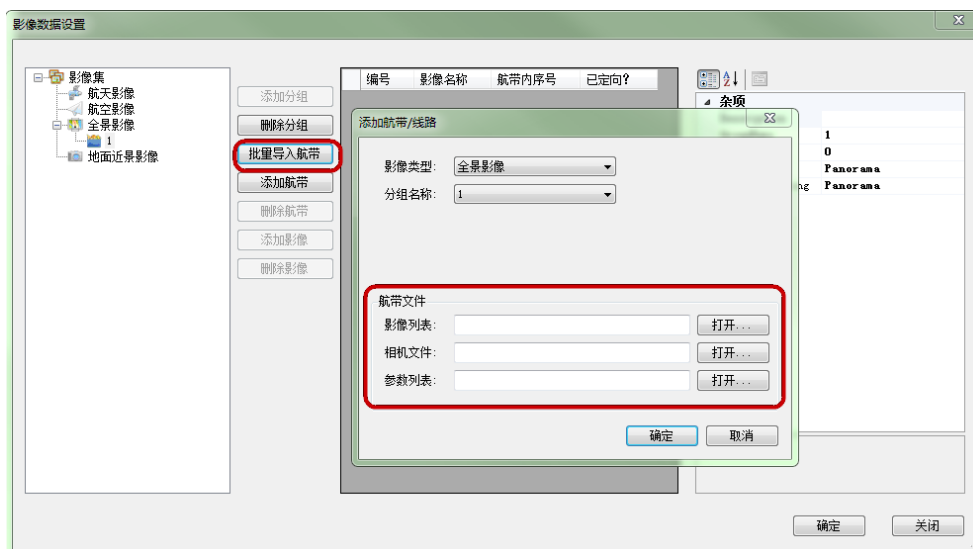 影像数据设置
影像集
航天影像
航空影像
全景影像
1
地面近景影像
添加分组
删除分组
批量导入航带
添加航带
删除航带
添加影像
删除影像
编号 影像名称 航带内序号 已定向?
杂项
1
0
Panorama
ng Panorama
添加航带/线路
影像类型: 全景影像
分组名称: 1
航带文件
影像列表: 打开...
相机文件: 打开...
参数列表: 打开...
确定 取消
确定 关闭